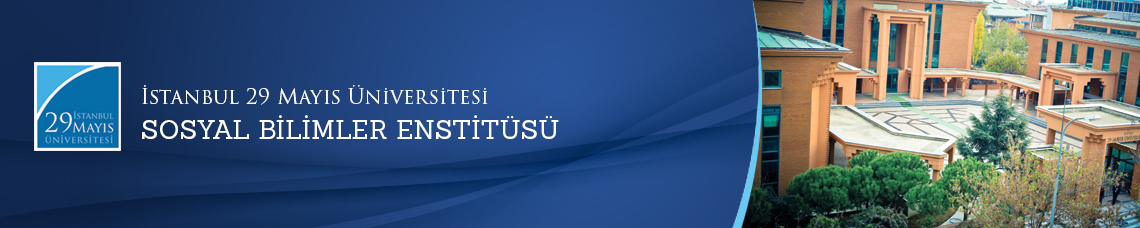 İSTANBUL
29 MAYIS
ÜNİVERSİTESİ
İSTANBUL 29 MAYIS ÜNİVERSİTESİ
SOSYAL BİLİMLER ENSTİTÜSÜ